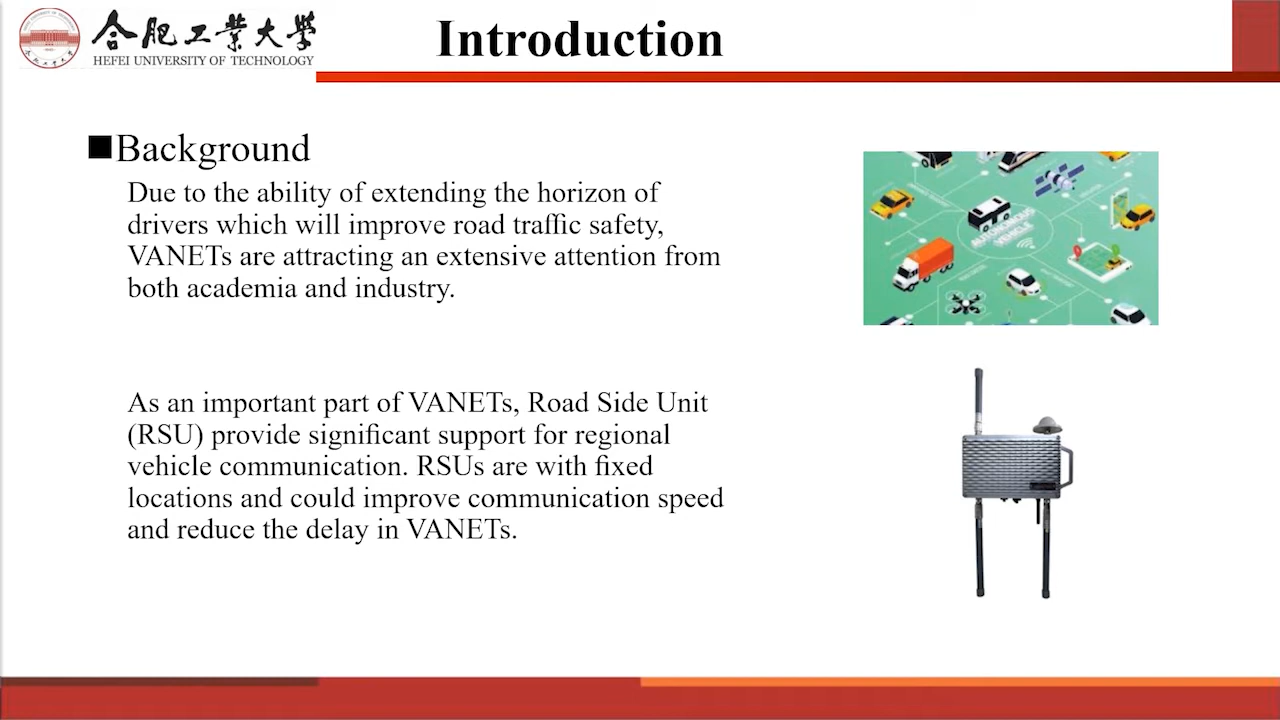 合肥工業大學
HEFEI UNIVERSITY OF TECHNOLOGY
Introduction
Background
Due to the ability of extending the horizon of
drivers which will improve road traffic safety,
VANETs are attracting an extensive attention from
both academia and industry.
As an important part of VANETs, Road Side Unit
(RSU) provide significant support for regional
vehicle communication. RSUs are with fixed
locations and could improve communication speed
and reduce the delay in VANETs.
AUTONOMOUS
VEHICLE